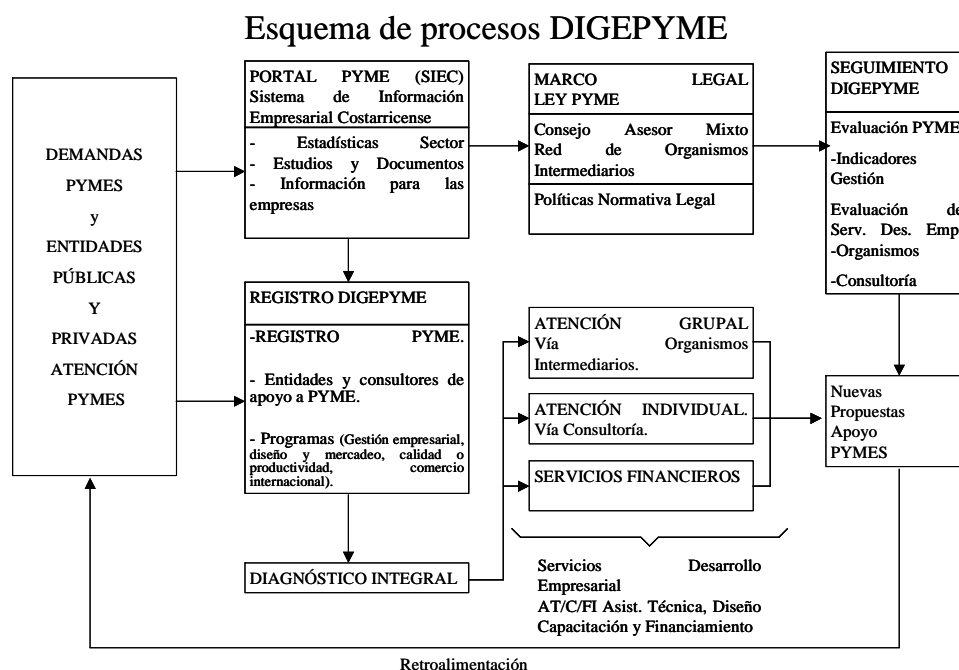 Esquema de procesos DIGEPYME
DEMANDAS
PYMES
y
ENTIDADES
PÚBLICAS
Y
PRIVADAS
ATENCIÓN
PYMES
PORTAL PYME (SIEC)
Sistema de Información
Empresarial Costarricense
- Estadísticas Sector
- Estudios y Documentos
- Información para las
empresas
REGISTRO DIGEPYME
-REGISTRO PYME.
- Entidades y consultores de
apoyo a PYME.
- Programas (Gestión empresarial,
diseño y mercadeo, calidad o
productividad, comercio
internacional).
DIAGNÓSTICO INTEGRAL
MARCO LEGAL
LEY PYME
Consejo Asesor Mixto
Red de Organismos
Intermediarios
Políticas Normativa Legal
ATENCIÓN GRUPAL
Vía Organismos
Intermediarios.
ATENCIÓN INDIVIDUAL.
Vía Consultoría.
SERVICIOS FINANCIEROS
Servicios Desarrollo
Empresarial
AT/C/FI Asist. Técnica, Diseño
Capacitación y Financiamiento
SEGUIMIENTO
DIGEPYME
Evaluación PYME
-Indicadores
Gestión
Evaluación de
Serv. Des. Emp
-Organismos
-Consultoría
Nuevas
Propuestas
Apoyo
PYMES
Retroalimentación